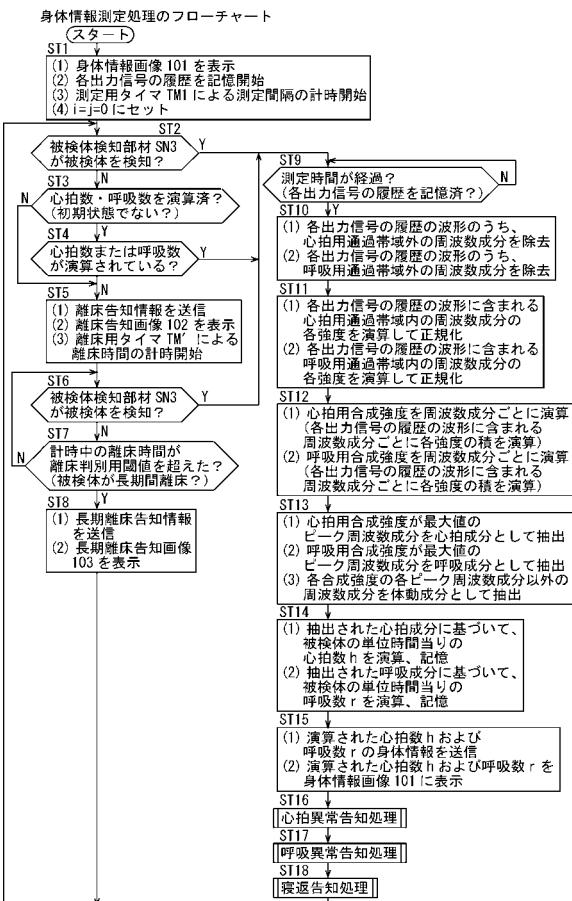 身体情報測定処理のフローチャート
スタート
ST1
(1) 身体情報画像 101 を表示
(2) 各出力信号の履歴を記憶開始
(3) 測定用タイマ TM1 による測定間隔の計時開始
(4) i=j=0 にセット
ST2
被検体検知部材 SN3
が被検体を検知？
Y
N
ST3
N
心拍数・呼吸数を演算済？
(初期状態でない？)
Y
ST4
心拍数または呼吸数
が演算されている？
Y
N
ST5
(1) 離床告知情報を送信
(2) 離床告知画像 102 を表示
(3) 離床用タイマ TM' による
離床時間の計時開始
ST6
被検体検知部材 SN3
が被検体を検知？
Y
N
ST7
N
計時中の離床時間が
離床判別用閾値を超えた？
(被検体が長期間離床？)
Y
ST8
(1) 長期離床告知情報
を送信
(2) 長期離床告知画像
103 を表示
ST9
測定時間が経過？
(各出力信号の履歴を記憶済？)
N
Y
ST10
(1) 各出力信号の履歴の波形のうち、
心拍用通過帯域外の周波数成分を除去
(2) 各出力信号の履歴の波形のうち、
呼吸用通過帯域外の周波数成分を除去
ST11
(1) 各出力信号の履歴の波形に含まれる
心拍用通過帯域内の周波数成分の
各強度を演算して正規化
(2) 各出力信号の履歴の波形に含まれる
呼吸用通過帯域内の周波数成分の
各強度を演算して正規化
ST12
(1) 心拍用合成強度を周波数成分ごとに演算
(各出力信号の履歴の波形に含まれる
周波数成分ごとに各強度の積を演算)
(2) 呼吸用合成強度を周波数成分ごとに演算
(各出力信号の履歴の波形に含まれる
周波数成分ごとに各強度の積を演算)
ST13
(1) 心拍用合成強度が最大値の
ピーク周波数成分を心拍成分として抽出
(2) 呼吸用合成強度が最大値の
ピーク周波数成分を呼吸成分として抽出
(3) 各合成強度の各ピーク周波数成分以外の
周波数成分を体動成分として抽出
ST14
(1) 抽出された心拍成分に基づいて、
被検体の単位時間当りの
心拍数 h を演算、記憶
(2) 抽出された呼吸成分に基づいて、
被検体の単位時間当りの
呼吸数 r を演算、記憶
ST15
(1) 演算された心拍数 h および
呼吸数 r の身体情報を送信
(2) 演算された心拍数 h および呼吸数 r を
身体情報画像 101 に表示
ST16
心拍異常告知処理
ST17
呼吸異常告知処理
ST18
寝返告知処理